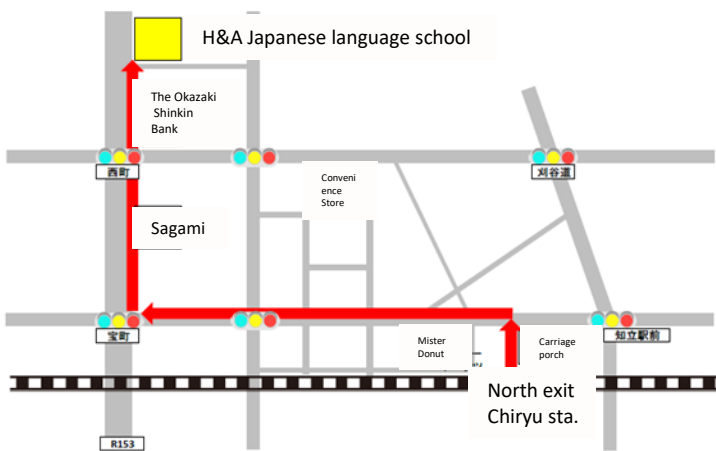 H&A Japanese language school
The Okazaki
Shinkin
Bank
西町
刈谷道
Conveni
ence
Store
Sagami
宝町
知立駅前
Mister
Donut
Carriage
porch
North exit
Chiryu sta.
R153